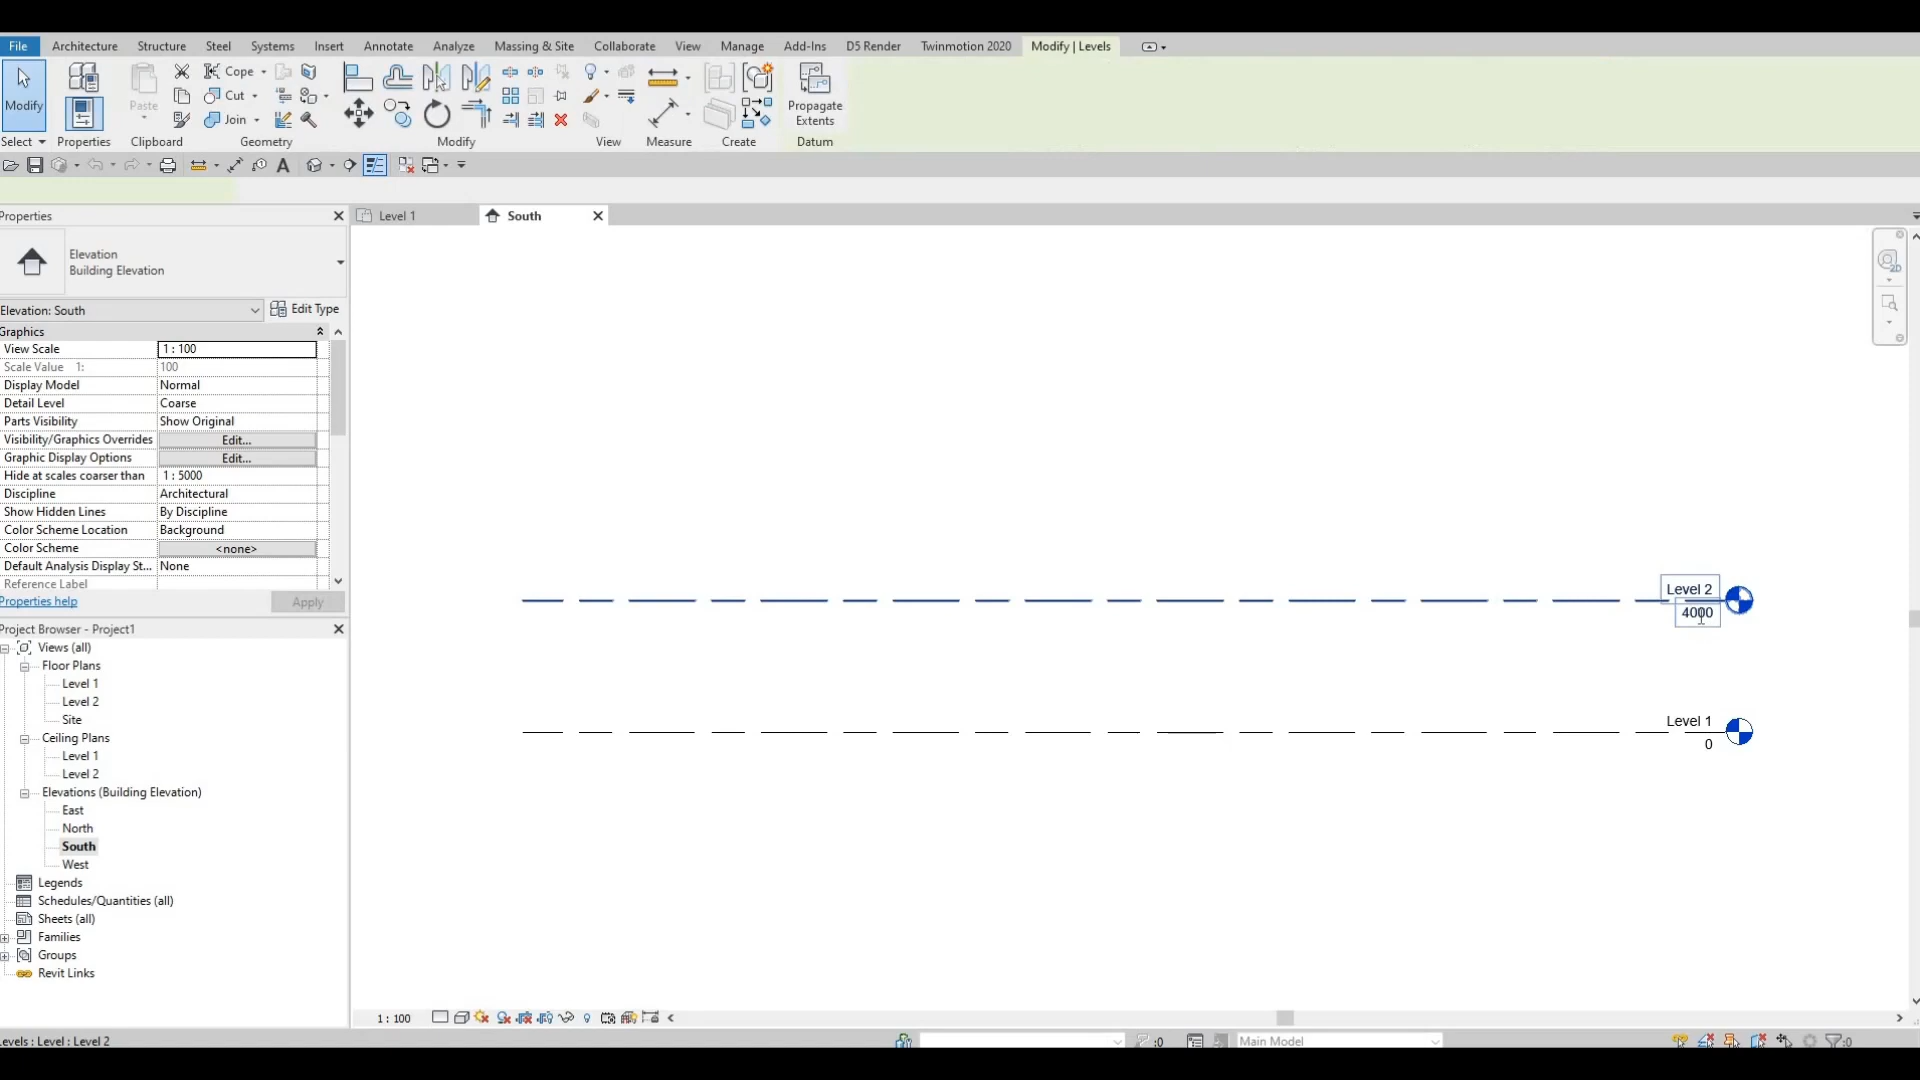 File Architecture Structure Steel Systems Insert Annotate Analyze Massing & Site Collaborate View Manage Add-Ins D5 Render Twinmotion 2020 Modify | Levels
Cope
Cut
Join
Modify
Paste
Propagate
Extents
Select Properties Clipboard Geometry Modify View Measure Create Datum
A
Properties
Level 1
South
Elevation
Building Elevation
Elevation: South
Edit Type
Graphics
View Scale 1 : 100
Scale Value 1: 100
Display Model Normal
Detail Level Coarse
Parts Visibility Show Original
Visibility/Graphics Overrides Edit...
Graphic Display Options Edit...
Hide at scales coarser than 1 : 5000
Discipline Architectural
Show Hidden Lines By Discipline
Color Scheme Location Background
Color Scheme <none>
Default Analysis Display St... None
Reference Label
Properties help
Apply
Project Browser - Project1
Views (all)
Floor Plans
Level 1
Level 2
Site
Ceiling Plans
Level 1
Level 2
Elevations (Building Elevation)
East
North
South
West
Legends
Schedules/Quantities (all)
Sheets (all)
Families
Groups
Revit Links
2D
Level 2
4000
Level 1
0
1 : 100
Levels : Level : Level 2
:0
Main Model
:0